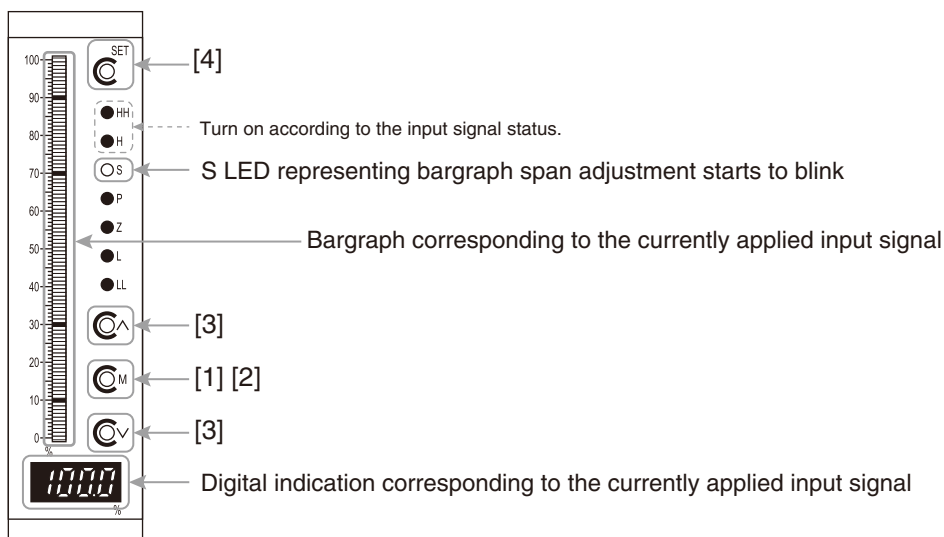 SET
100
[4]
90
HH
80
H
Turn on according to the input signal status.
70
S
S LED representing bargraph span adjustment starts to blink
P
60
Z
50
Bargraph corresponding to the currently applied input signal
L
40
LL
30
[3]
20
M
[1] [2]
10
[3]
0
%
100.0
Digital indication corresponding to the currently applied input signal
%